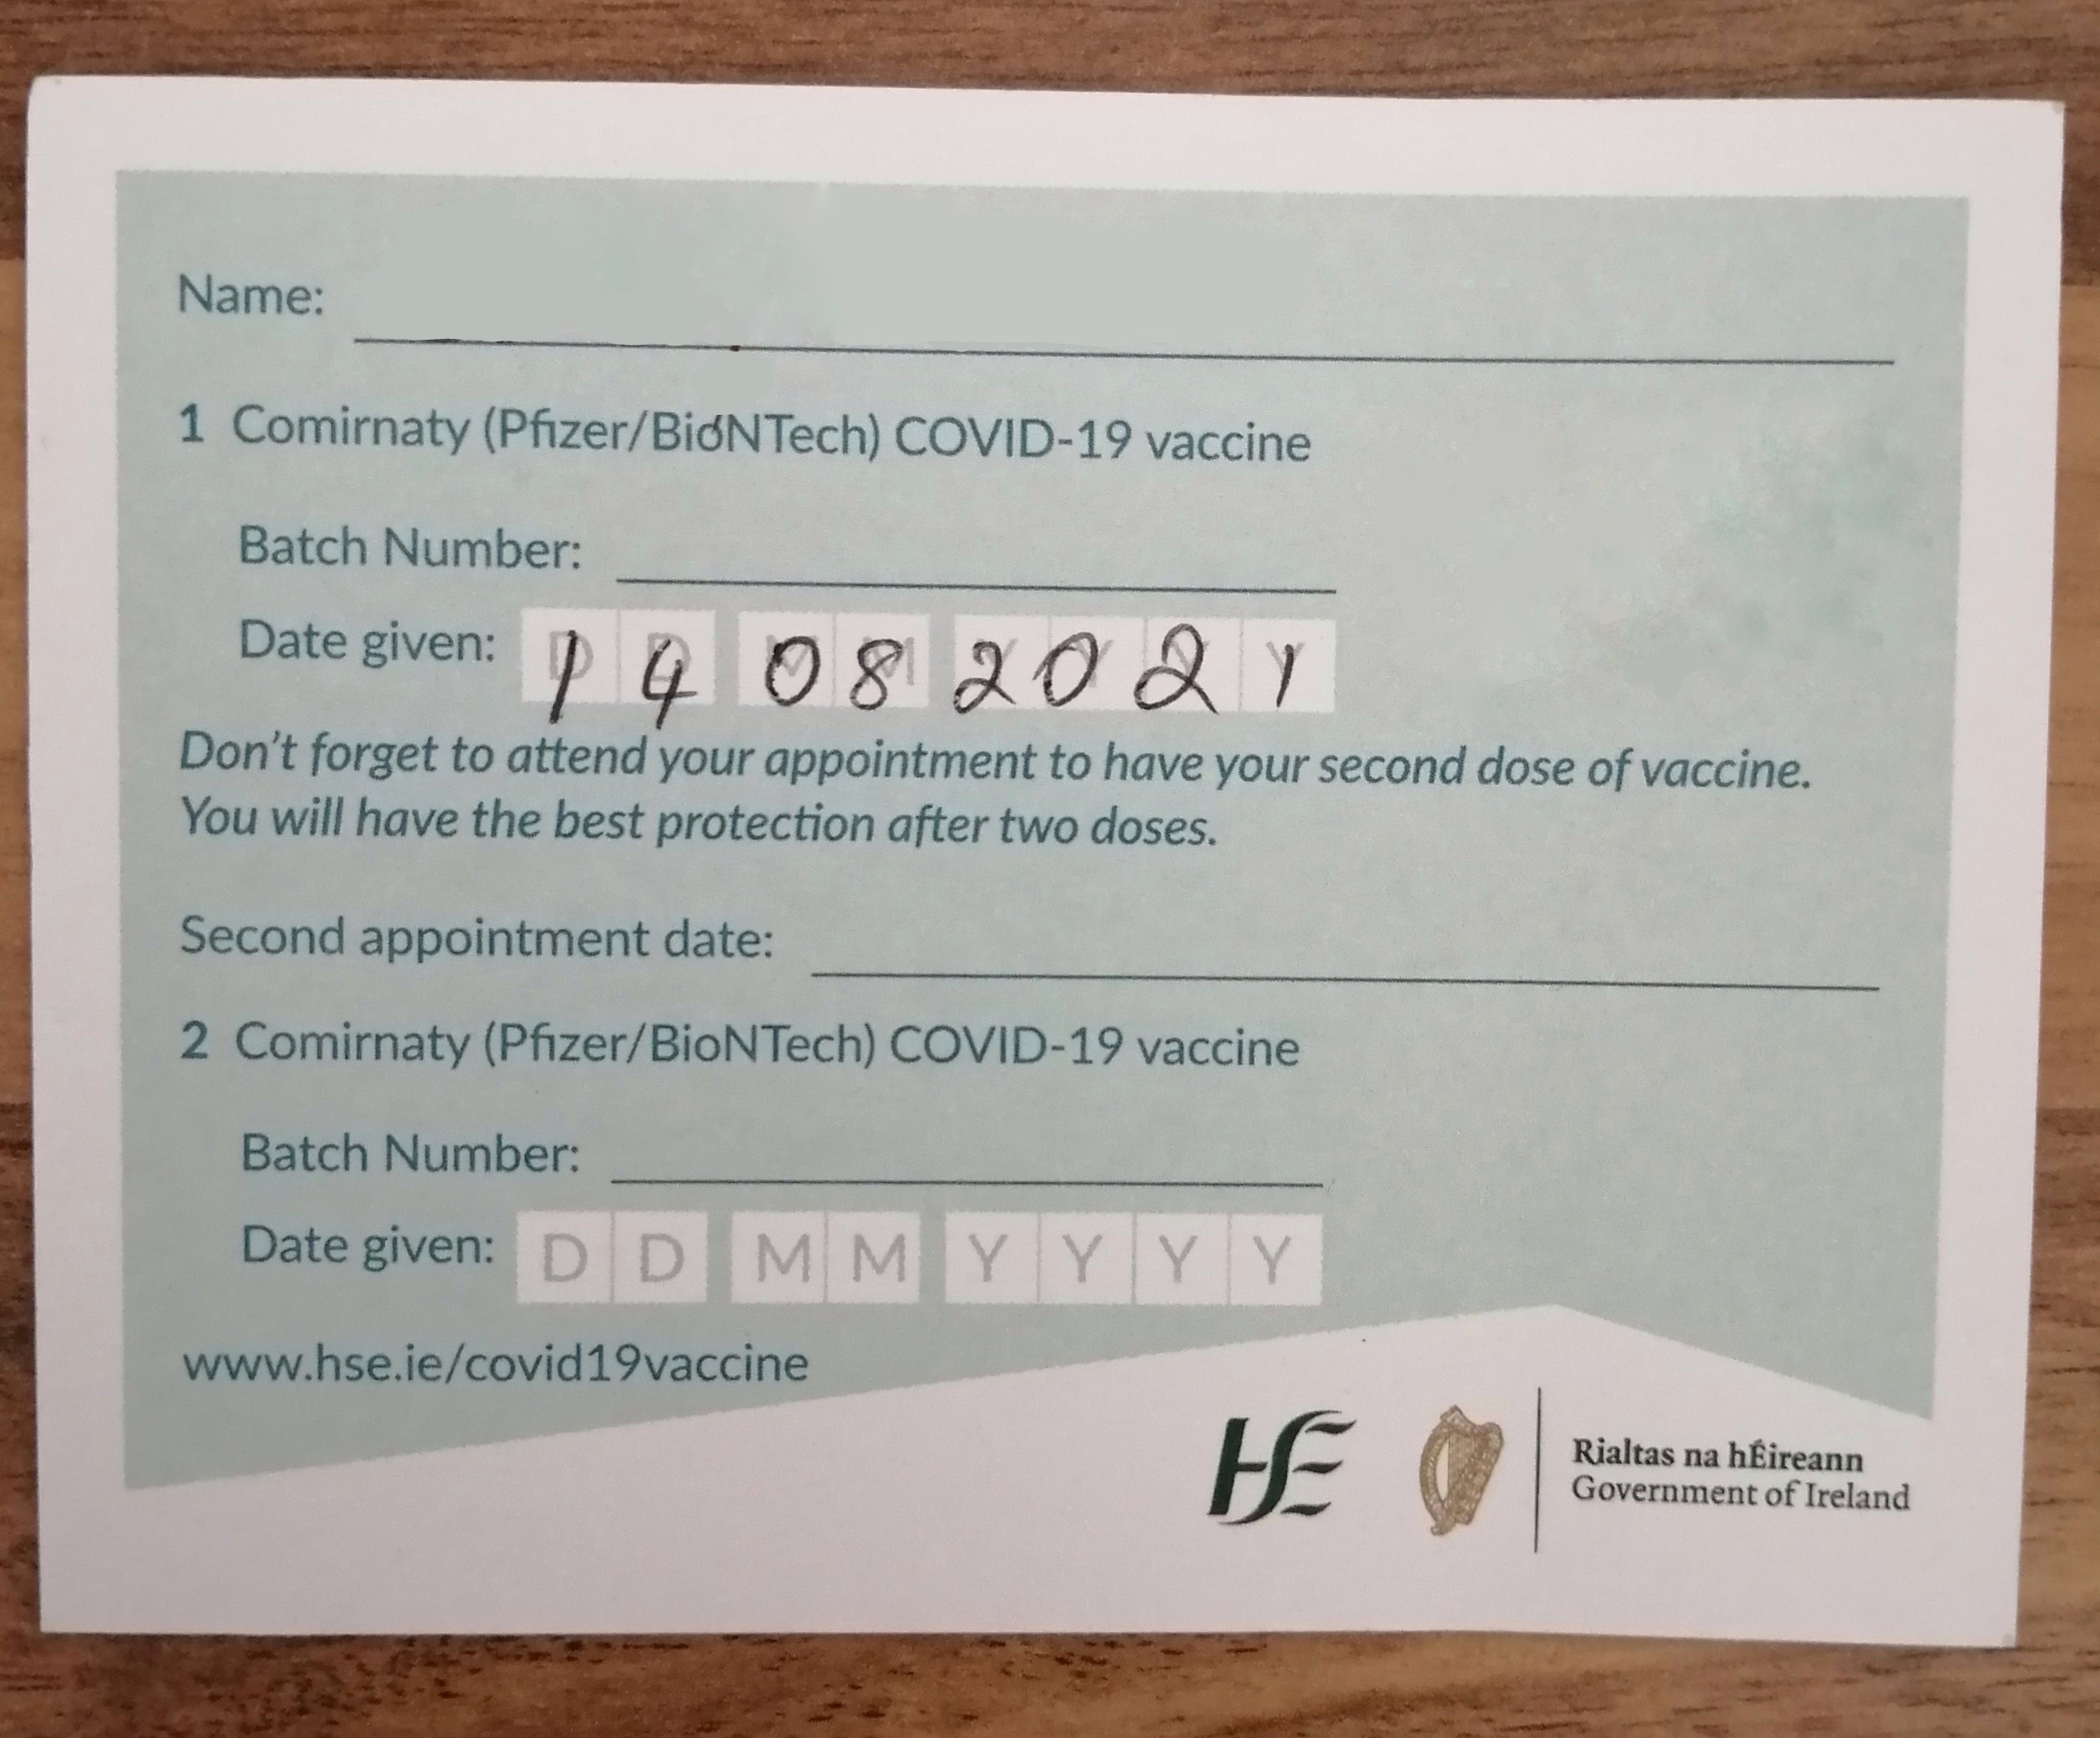 Name:
1 Comirnaty (Pfizer/BioNTech) COVID-19 vaccine
Batch Number:
Date given: 14 08 2021
Don't forget to attend your appointment to have your second dose of vaccine.
You will have the best protection after two doses.
Second appointment date:
2 Comirnaty (Pfizer/BioNTech) COVID-19 vaccine
Batch Number:
Date given: D D M M Y Y Y Y
www.hse.ie/covid19vaccine
HSE
Rialtas na hÉireann
Government of Ireland